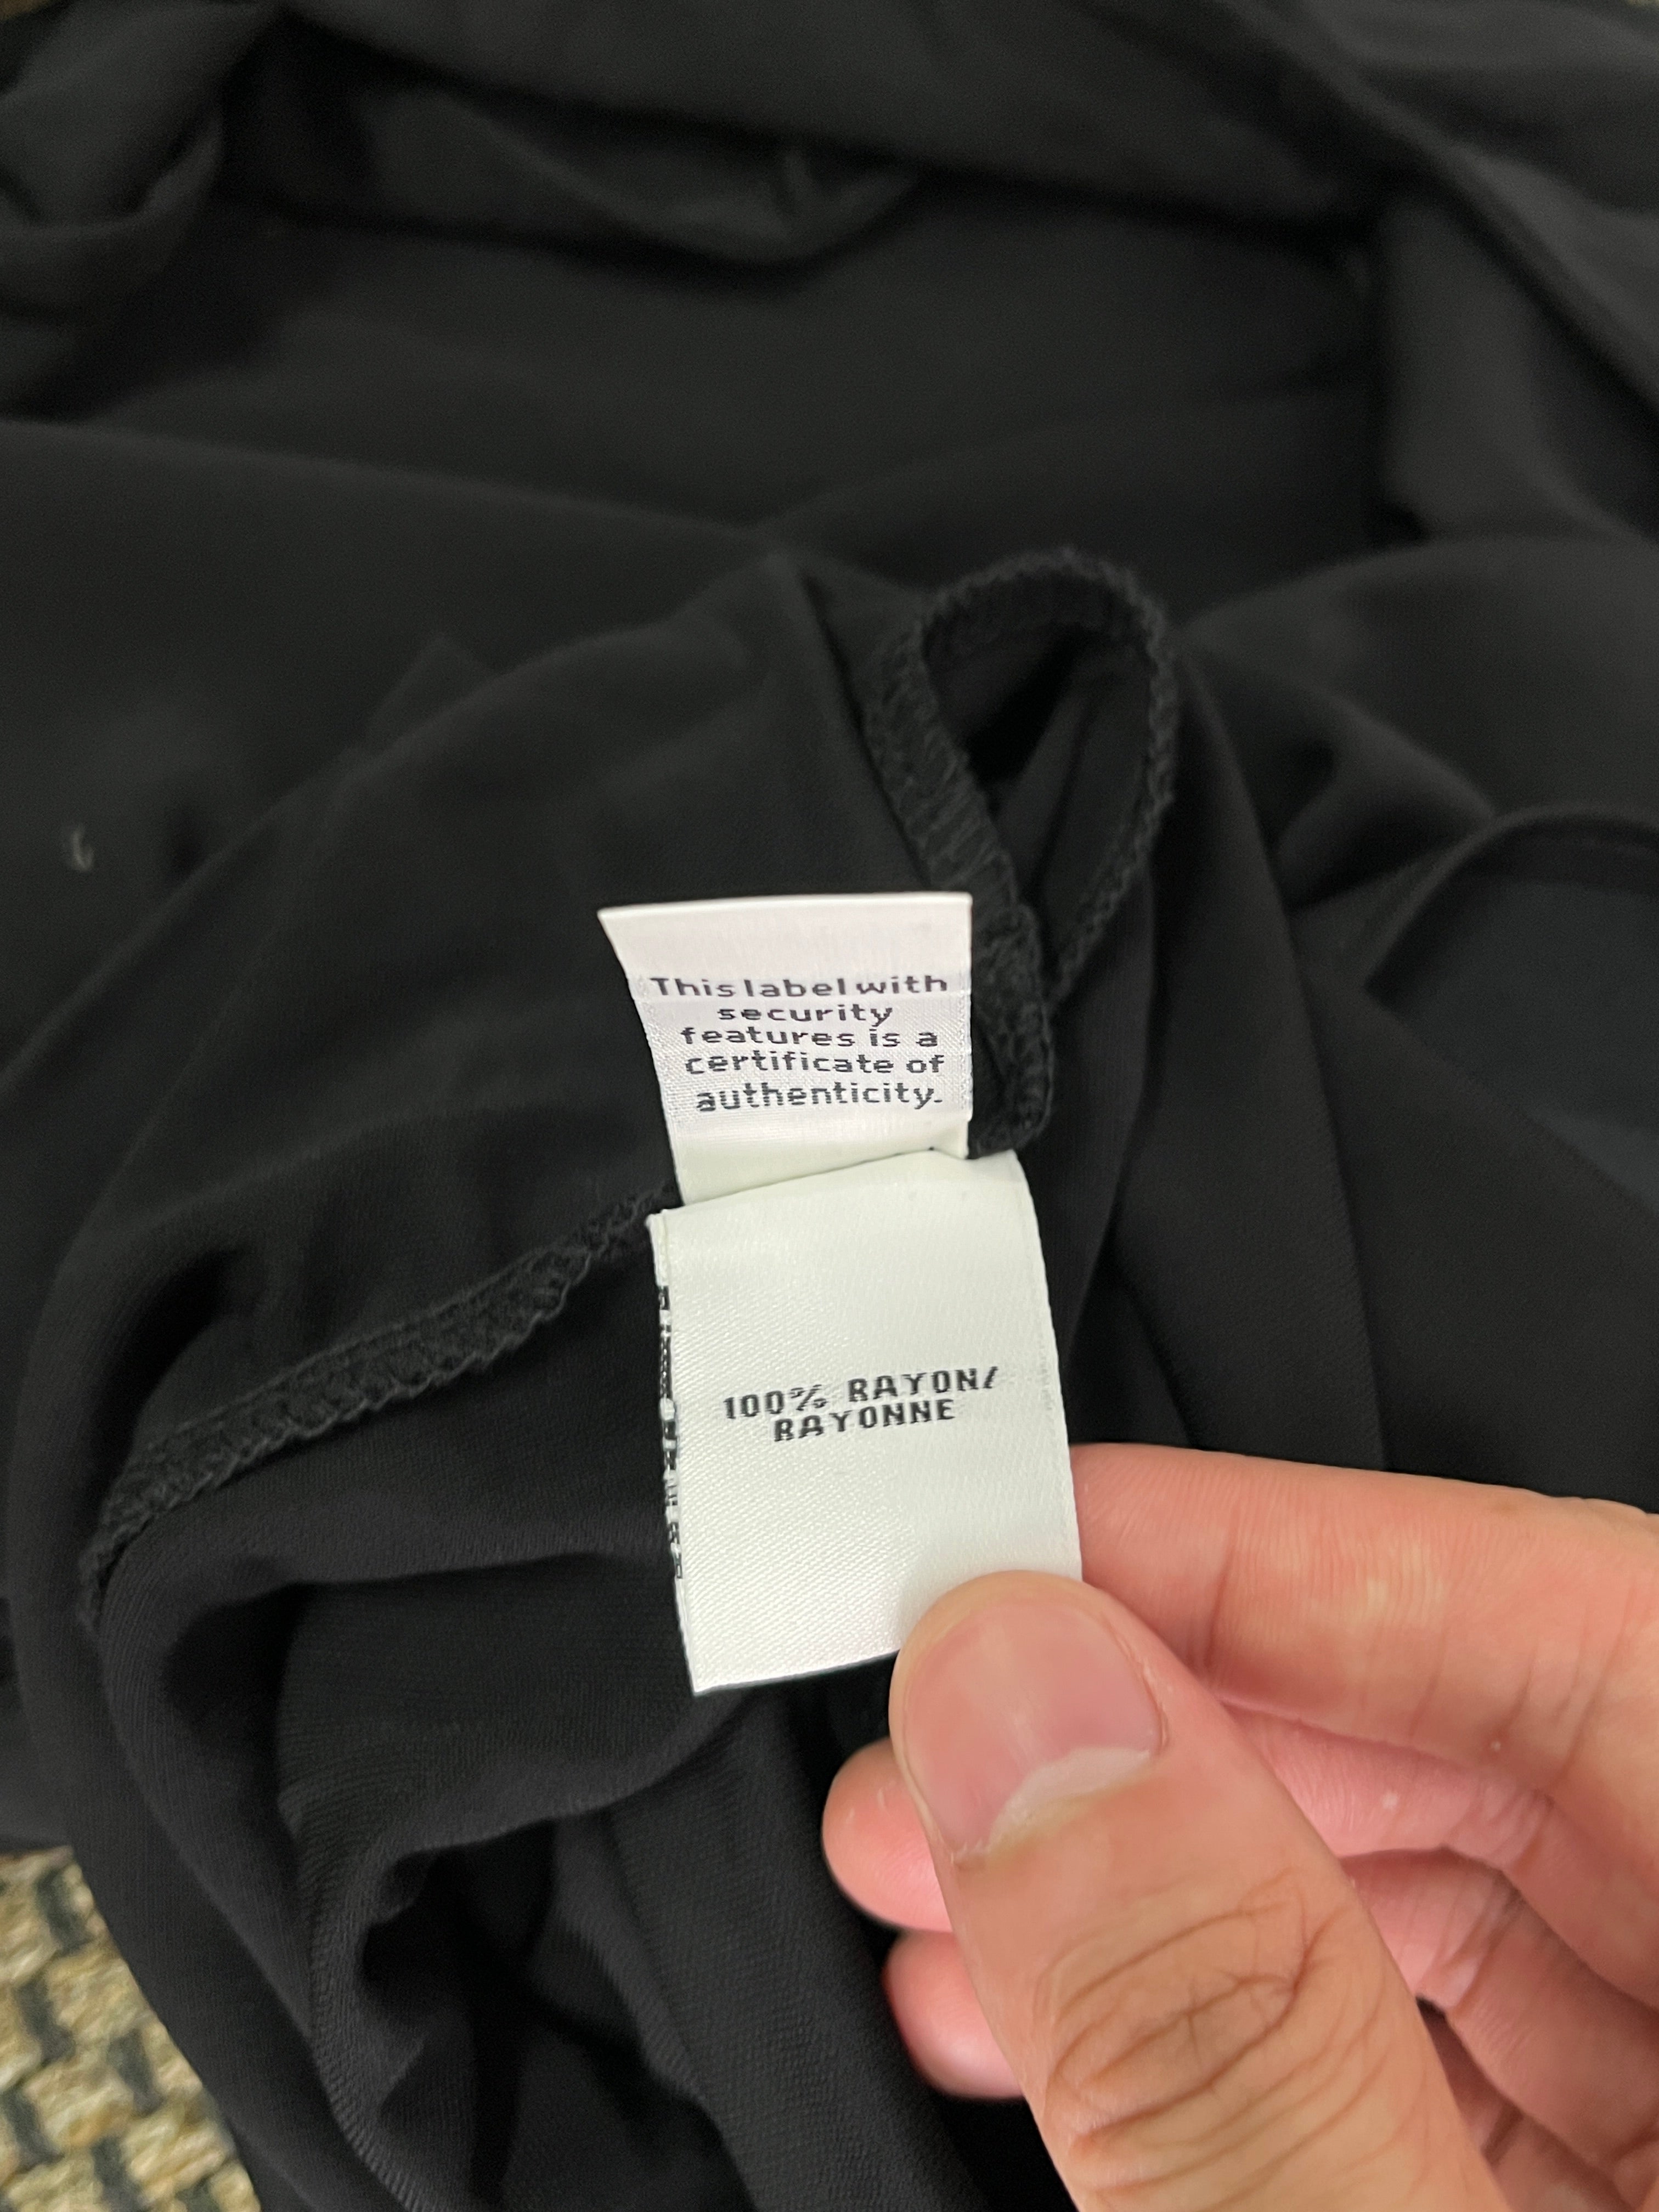 This label with
security
features is a
certificate of
authenticity.
100% RAYON/
RAYONNE